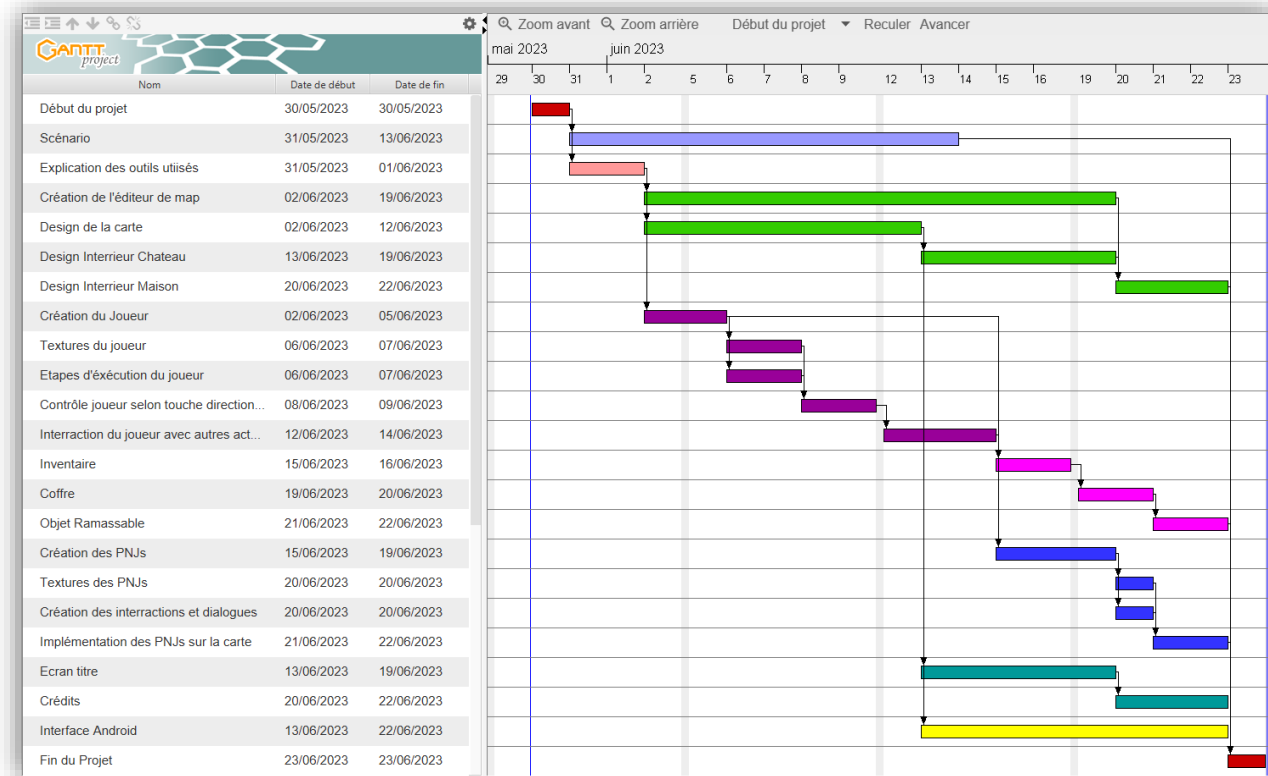 Zoom avant Zoom arrière but du projet Reculer Avancer
GANTT project
mai 2023 juin 2023
Nom Date de début Date de fin
29 30 31 1 2 5 6 7 8 9 12 13 14 15 16 19 20 21 22 23
Début du projet 30/05/2023 30/05/2023
Scénario 31/05/2023 13/06/2023
Explication des outils utiisés 31/05/2023 01/06/2023
Création de l'éditeur de map 02/06/2023 19/06/2023
Design de la carte 02/06/2023 12/06/2023
Design Interrieur Chateau 13/06/2023 19/06/2023
Design Interrieur Maison 20/06/2023 22/06/2023
Création du Joueur 02/06/2023 05/06/2023
Textures du joueur 06/06/2023 07/06/2023
Etapes d'éxécution du joueur 06/06/2023 07/06/2023
Contrôle joueur selon touche direction... 08/06/2023 09/06/2023
Interraction du joueur avec autres act... 12/06/2023 14/06/2023
Inventaire 15/06/2023 16/06/2023
Coffre 19/06/2023 20/06/2023
Objet Ramassable 21/06/2023 22/06/2023
Création des PNJs 15/06/2023 19/06/2023
Textures des PNJs 20/06/2023 20/06/2023
Création des interractions et dialogues 20/06/2023 20/06/2023
Implémentation des PNJs sur la carte 21/06/2023 22/06/2023
Ecran titre 13/06/2023 19/06/2023
Crédits 20/06/2023 22/06/2023
Interface Android 13/06/2023 22/06/2023
Fin du Projet 23/06/2023 23/06/2023